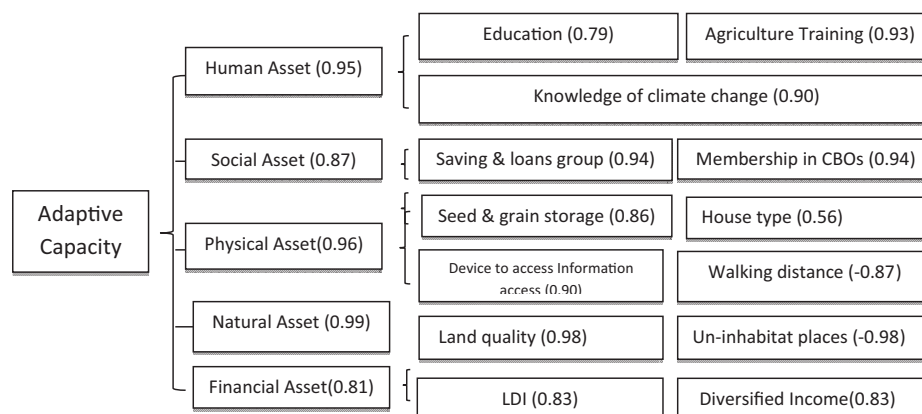 Adaptive
Capacity
Human Asset (0.95)
Education (0.79)
Agriculture Training (0.93)
Knowledge of climate change (0.90)
Social Asset (0.87)
Saving & loans group (0.94)
Membership in CBOs (0.94)
Physical Asset(0.96)
Seed & grain storage (0.86)
House type (0.56)
Device to access Information
access (0.90)
Walking distance (-0.87)
Natural Asset (0.99)
Land quality (0.98)
Un-inhabitat places (-0.98)
Financial Asset(0.81)
LDI (0.83)
Diversified Income(0.83)